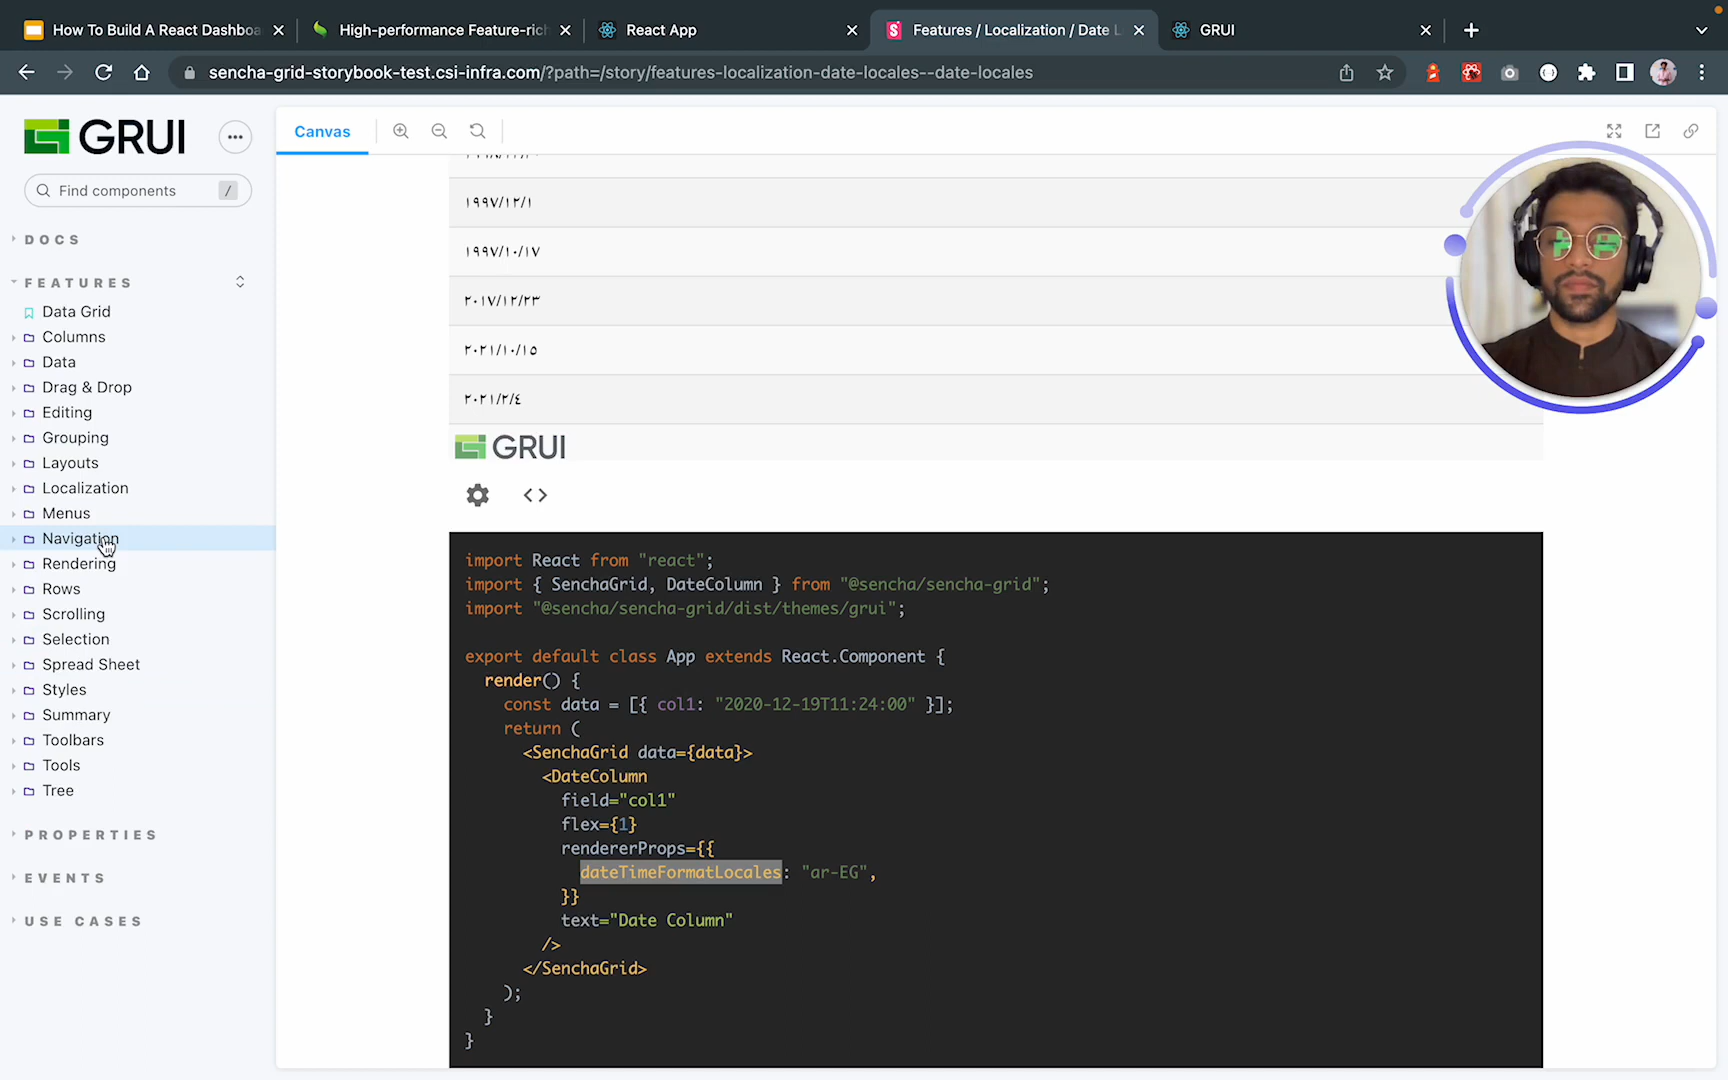 How To Build A React Dashboa
High-performance Feature-rich
React App
Features / Localization / Date L
GRUI
sencha-grid-storybook-test.csi-infra.com/?path=/story/features-localization-date-locales--date-locales
GRUI
Canvas
Find components
/
DOCS
FEATURES
Data Grid
Columns
Data
Drag & Drop
Editing
Grouping
Layouts
Localization
Menus
Navigation
Rendering
Rows
Scrolling
Selection
Spread Sheet
Styles
Summary
Toolbars
Tools
Tree
PROPERTIES
EVENTS
USE CASES
١٩٩٧/١٢/١
١٩٩٧/١٠/١٧
٢٠١٧/١٢/٢٣
٢٠٢١/١٠/١٥
٢٠٢١/٢/٤
GRUI
import React from "react";
import { SenchaGrid, DateColumn } from "@sencha/sencha-grid";
import "@sencha/sencha-grid/dist/themes/grui";
export default class App extends React.Component {
render() {
const data = [{ col1: "2020-12-19T11:24:00" }];
return (
<SenchaGrid data={data}>
<DateColumn
field="col1"
flex={1}
rendererProps={{
dateTimeFormatLocales: "ar-EG",
}}
text="Date Column"
/>
</SenchaGrid>
);
}
}